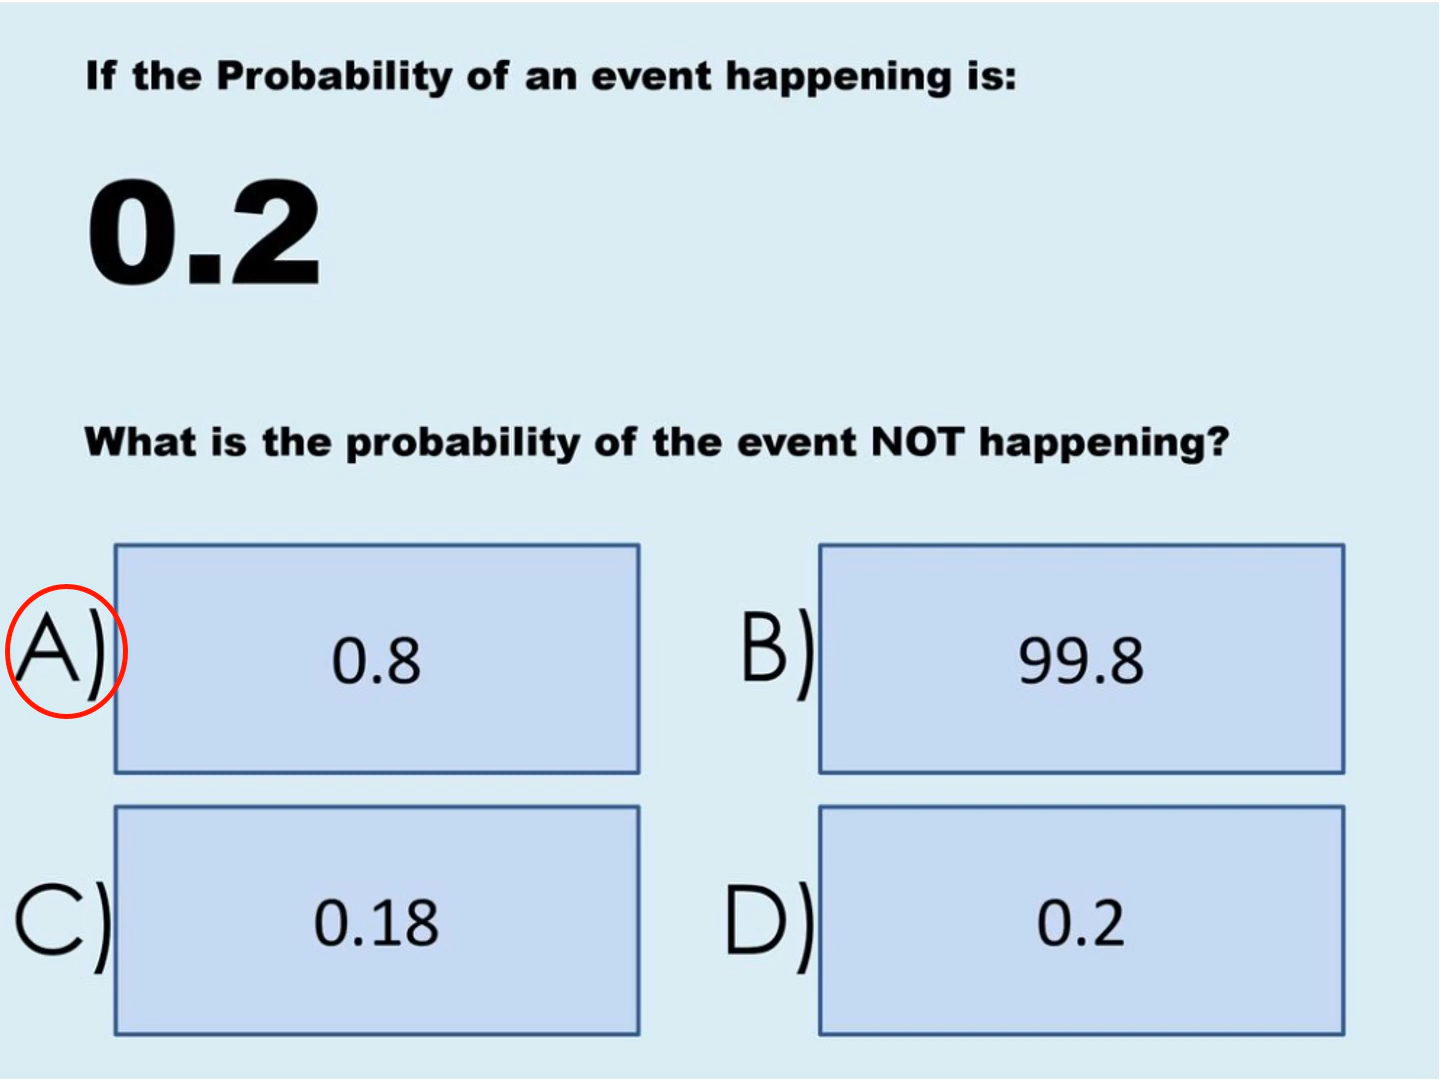 If the Probability of an event happening is:
0.2
What is the probability of the event NOT happening?
A) 0.8
B) 99.8
C) 0.18
D) 0.2